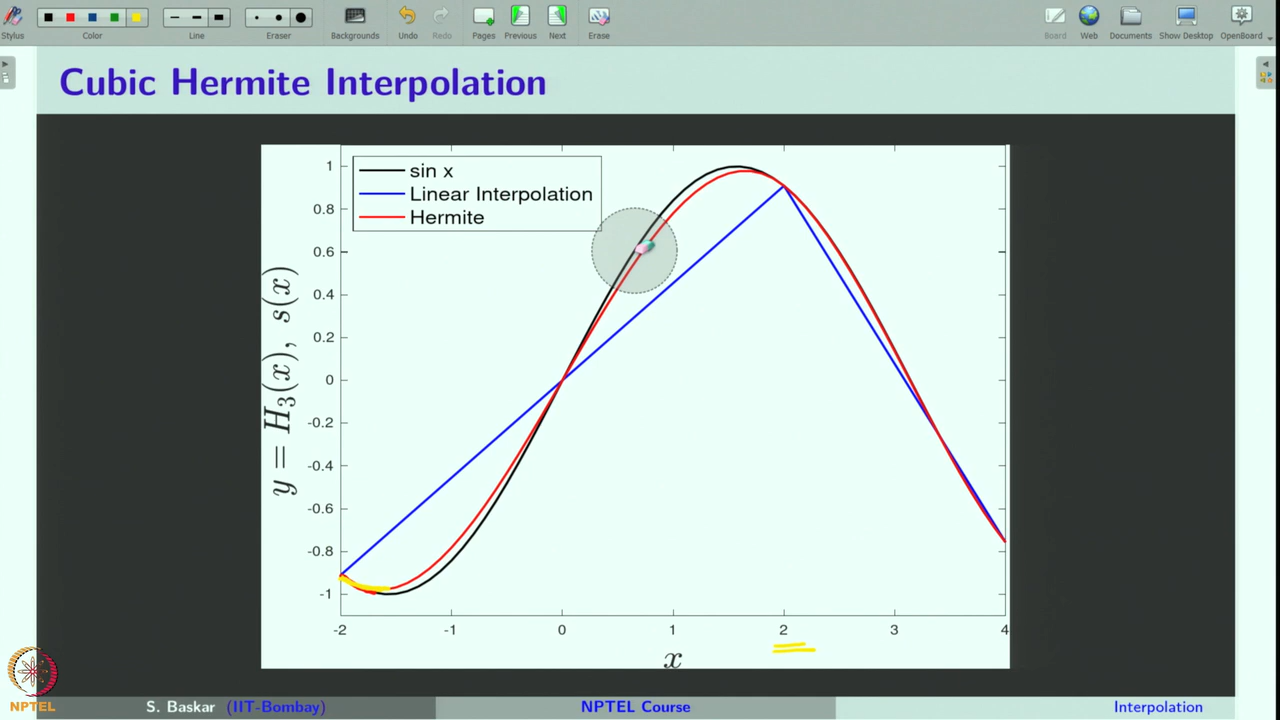 Stylus Color Line Eraser Backgrounds Undo Redo Pages Previous Next Erase Board Web Documents Show Desktop OpenBoard
Cubic Hermite Interpolation
sin x
Linear Interpolation
Hermite
1
0.8
0.6
0.4
0.2
0
-0.2
-0.4
-0.6
-0.8
-1
y = H₃(x), s(x)
-2 -1 0 1 2 3 4
x
NPTEL
S. Baskar (IIT-Bombay) NPTEL Course Interpolation